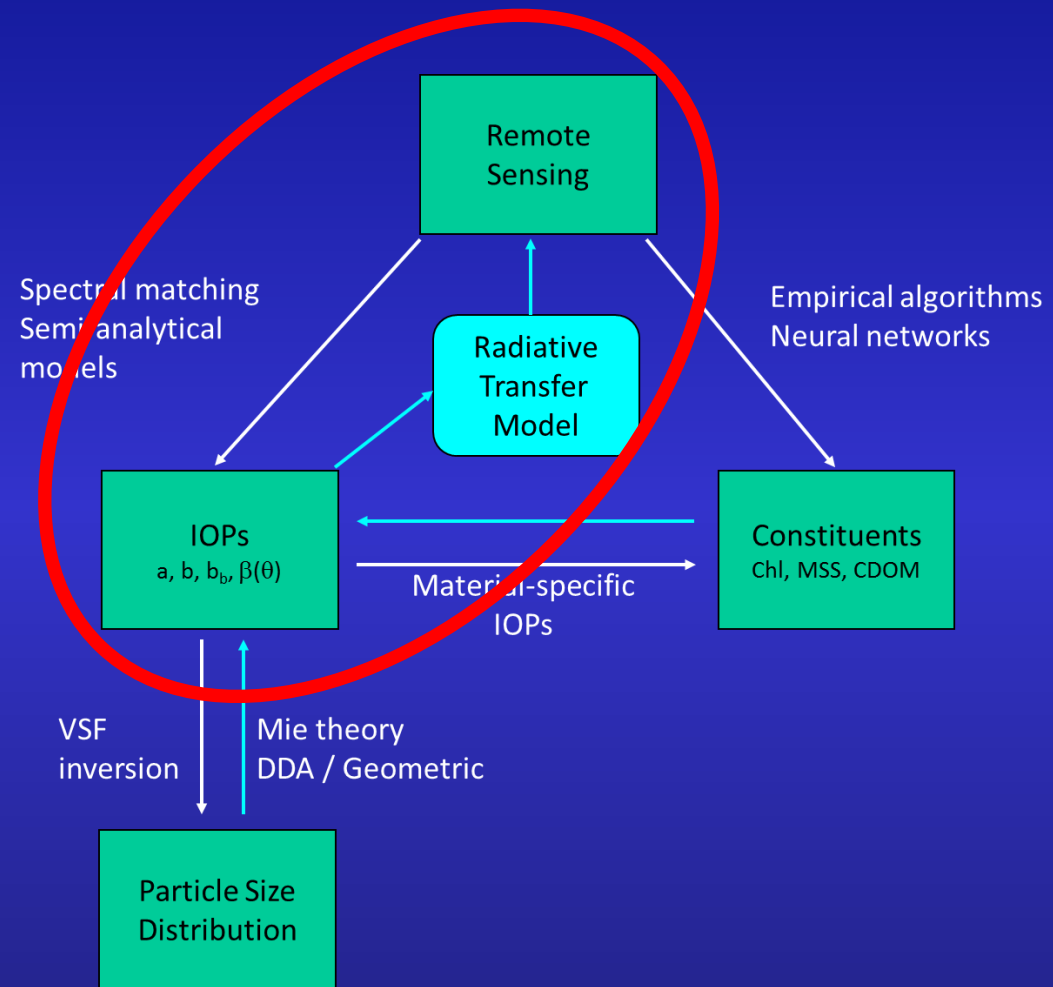 Remote
Sensing
Spectral matching
Semi-analytical
models
Empirical algorithms
Neural networks
Radiative
Transfer
Model
IOPs
a, b, b_b, β(θ)
Constituents
Chl, MSS, CDOM
Material-specific
IOPs
VSF
inversion
Mie theory
DDA / Geometric
Particle Size
Distribution